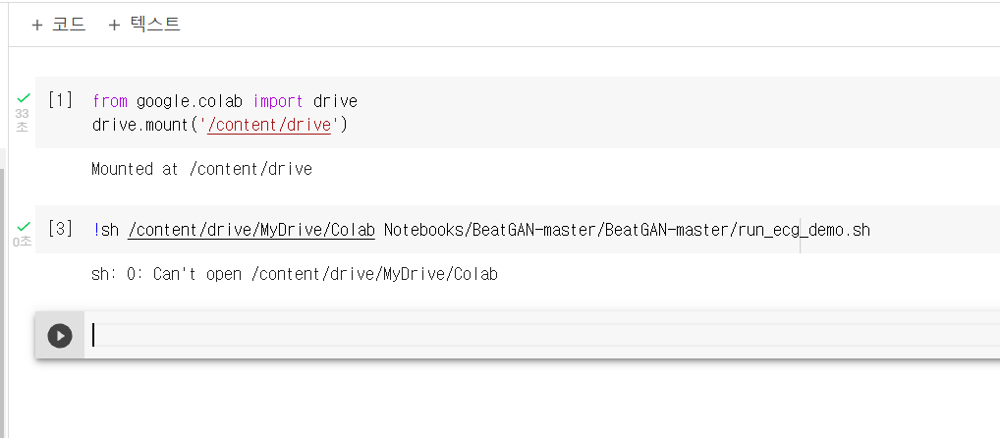 + 코드 + 텍스트
[1] from google.colab import drive
33
초
drive.mount('/content/drive')
Mounted at /content/drive
[3] !sh /content/drive/MyDrive/Colab Notebooks/BeatGAN-master/BeatGAN-master/run_ecg_demo.sh
0초
sh: 0: Can't open /content/drive/MyDrive/Colab